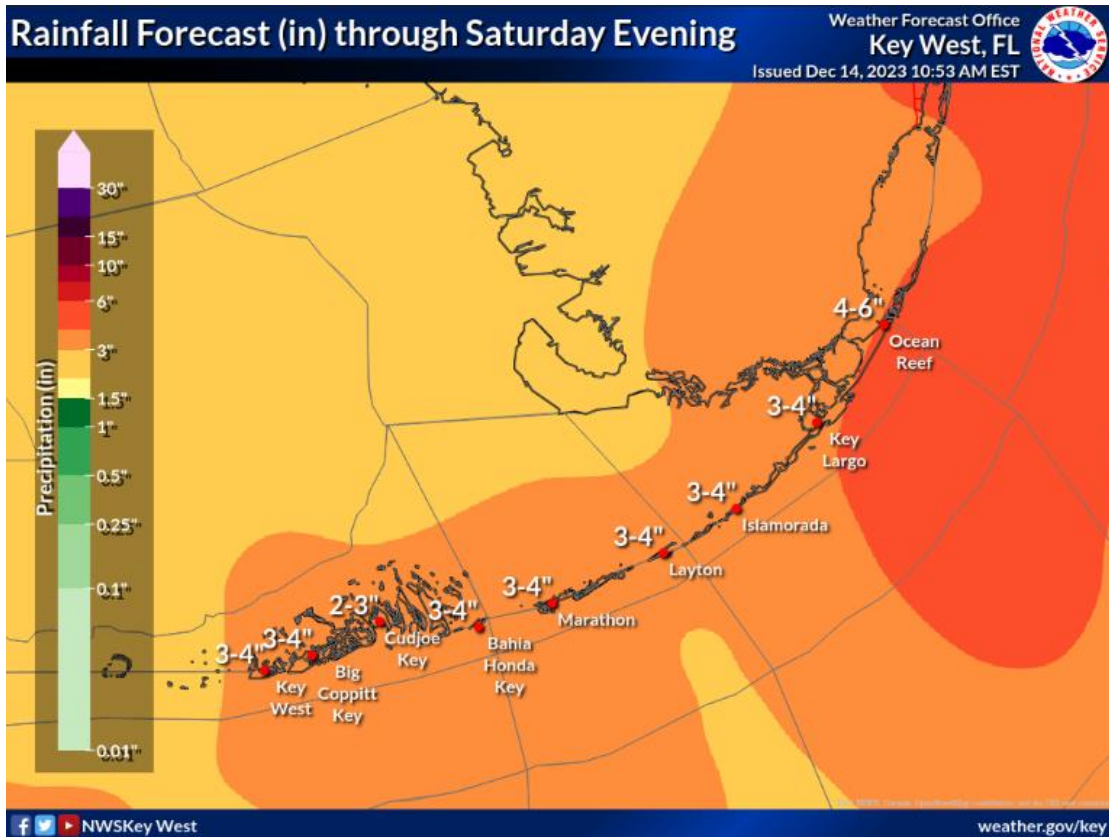 Rainfall Forecast (in) through Saturday Evening
Weather Forecast Office
Key West, FL
Issued Dec 14, 2023 10:53 AM EST
NATIONAL WEATHER SERVICE
Precipitation (in)
30"
15"
10"
6"
3"
1.5"
1"
0.5"
0.25"
0.1"
0.01"
4-6"
Ocean
Reef
3-4"
Key
Largo
3-4"
Islamorada
3-4"
Layton
3-4"
Marathon
3-4"
Bahia
Honda
Key
2-3"
Cudjoe
Key
3-4"
Big
Coppitt
Key
3-4"
Key
West
NWSKey West
weather.gov/key